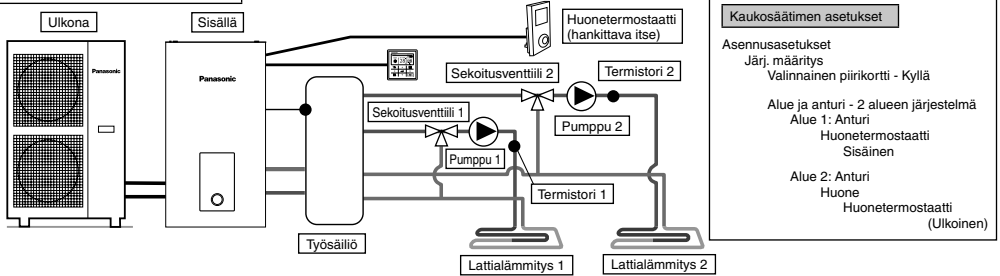 Ulkona
Sisällä
Panasonic
Panasonic
Huonetermostaatti
(hankittava itse)
Sekoitusventtiili 2
Termistori 2
Sekoitusventtiili 1
Pumppu 2
Pumppu 1
Termistori 1
Työsäiliö
Lattialämmitys 1
Lattialämmitys 2
Kaukosäätimen asetukset
Asennusasetukset
Järj. määritys
Valinnainen piirikortti - Kyllä
Alue ja anturi - 2 alueen järjestelmä
Alue 1: Anturi
Huonetermostaatti
Sisäinen
Alue 2: Anturi
Huone
Huonetermostaatti
(Ulkoinen)